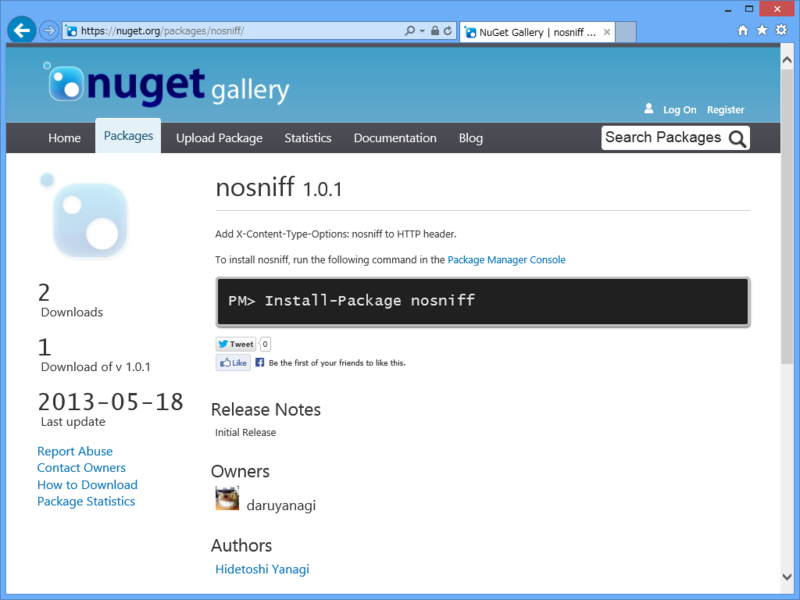 https://nuget.org/packages/nosniff/
NuGet Gallery | nosniff ...
nuget gallery
Log On Register
Home Packages Upload Package Statistics Documentation Blog Search Packages
nosniff 1.0.1
Add X-Content-Type-Options: nosniff to HTTP header.
To install nosniff, run the following command in the Package Manager Console
PM> Install-Package nosniff
Tweet 0
Like Be the first of your friends to like this.
2
Downloads
1
Download of v 1.0.1
2013-05-18
Last update
Report Abuse
Contact Owners
How to Download
Package Statistics
Release Notes
Initial Release
Owners
daruyanagi
Authors
Hidetoshi Yanagi